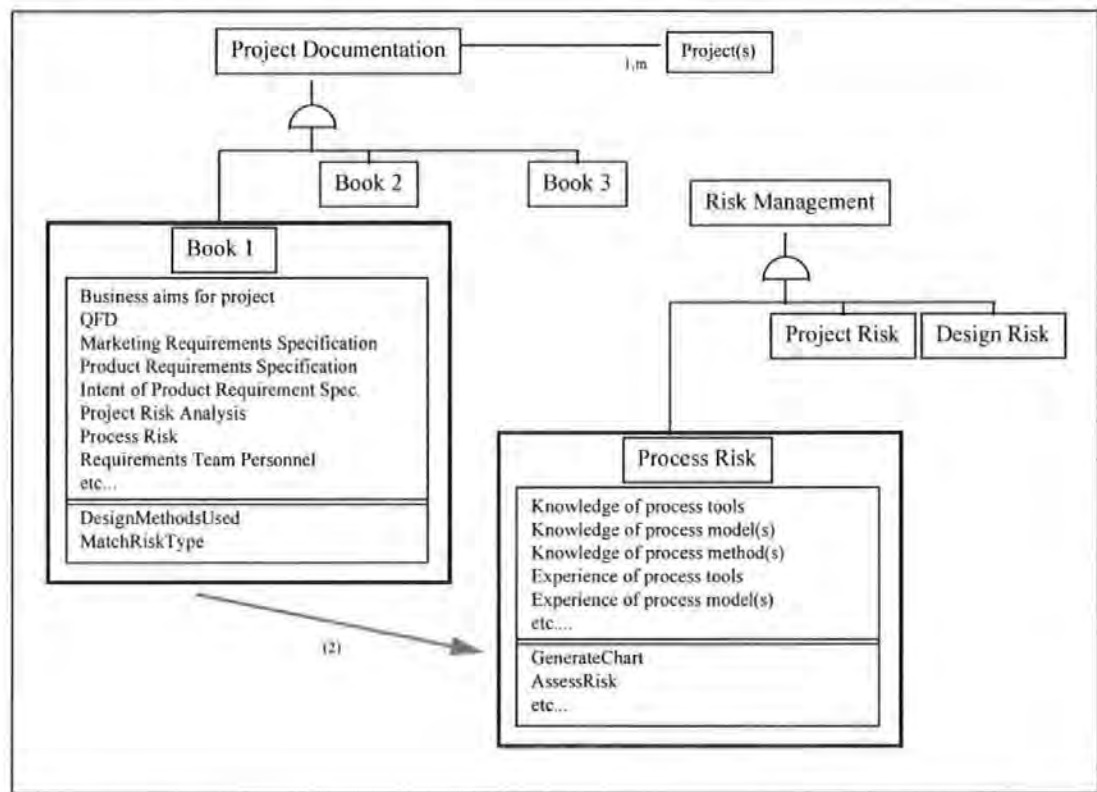 Project Documentation
1,m
Project(s)
Book 2
Book 3
Risk Management
Book 1
Business aims for project
QFD
Marketing Requirements Specification
Product Requirements Specification
Intent of Product Requirement Spec.
Project Risk Analysis
Process Risk
Requirements Team Personnel
etc...
DesignMethodsUsed
MatchRiskType
Project Risk
Design Risk
Process Risk
Knowledge of process tools
Knowledge of process model(s)
Knowledge of process method(s)
Experience of process tools
Experience of process model(s)
etc....
GenerateChart
AssessRisk
etc...
(2)